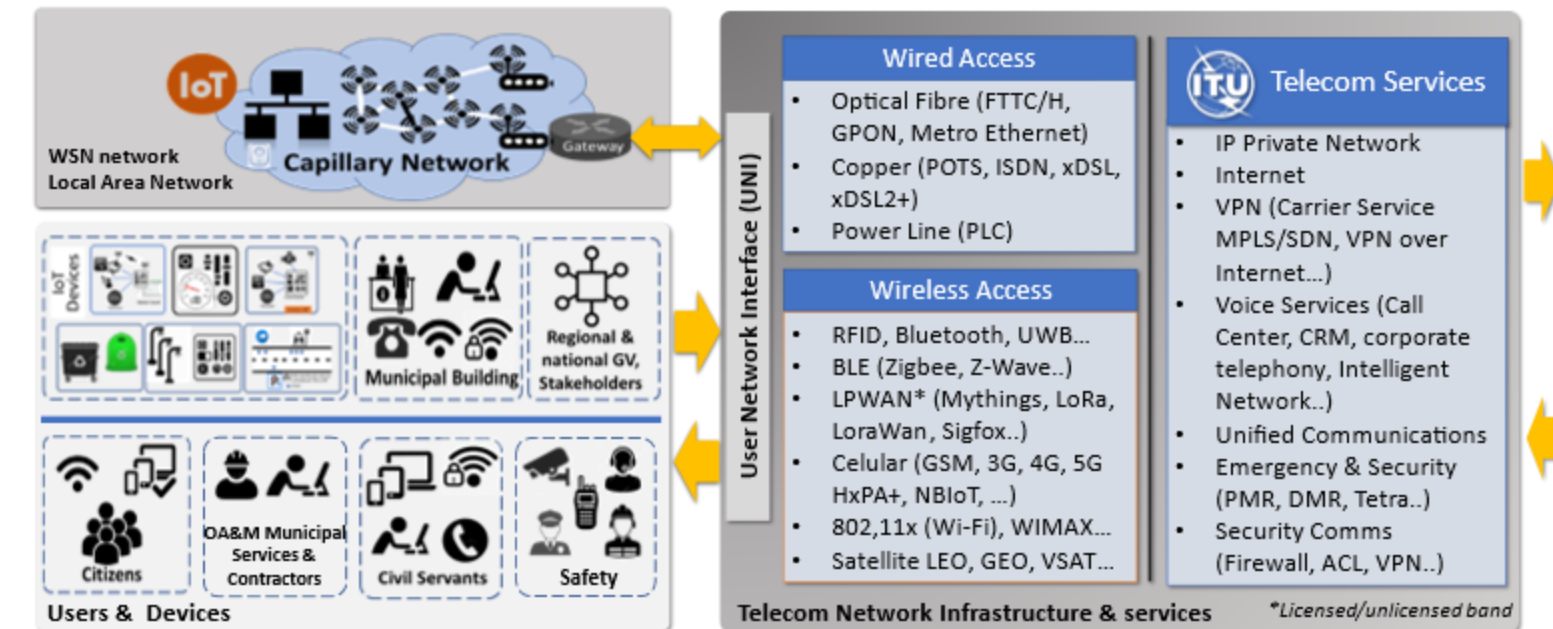 IoT
Capillary Network
Gateway
WSN network
Local Area Network
IoT
Devices
Municipal Building
Regional &
national GV,
Stakeholders
Citizens
OA&M Municipal
Services &
Contractors
Civil Servants
Safety
Users & Devices
User Network Interface (UNI)
Wired Access
• Optical Fibre (FTTC/H,
GPON, Metro Ethernet)
• Copper (POTS, ISDN, xDSL,
xDSL2+)
• Power Line (PLC)
Wireless Access
• RFID, Bluetooth, UWB...
• BLE (Zigbee, Z-Wave..)
• LPWAN* (Mythings, LoRa,
LoraWan, Sigfox..)
• Celular (GSM, 3G, 4G, 5G
HxPA+, NBIoT, ...)
• 802,11x (Wi-Fi), WIMAX...
• Satellite LEO, GEO, VSAT...
ITU
Telecom Services
• IP Private Network
• Internet
• VPN (Carrier Service
MPLS/SDN, VPN over
Internet...)
• Voice Services (Call
Center, CRM, corporate
telephony, Intelligent
Network..)
• Unified Communications
• Emergency & Security
(PMR, DMR, Tetra..)
• Security Comms
(Firewall, ACL, VPN..)
Telecom Network Infrastructure & services
*Licensed/unlicensed band